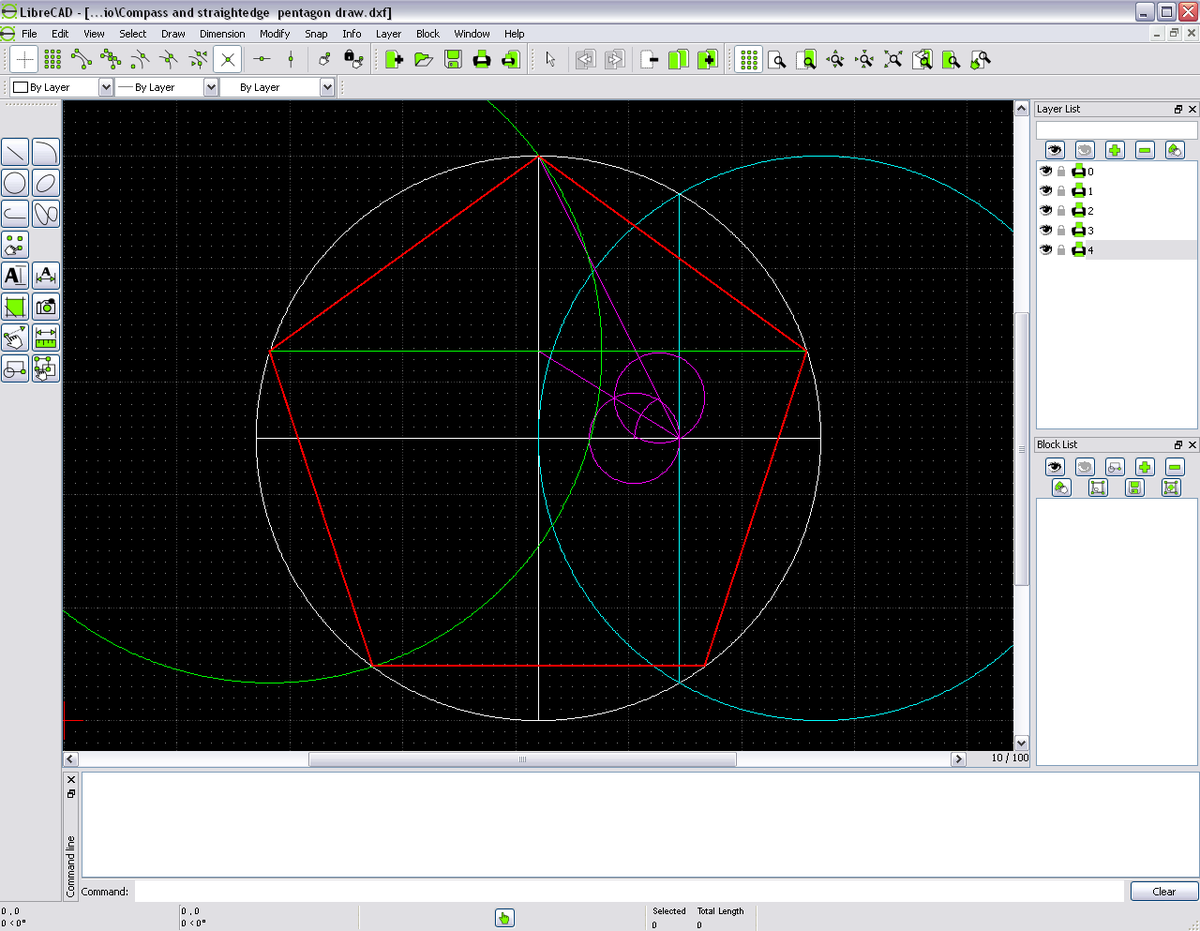 LibreCAD - [...io\Compass and straightedge  pentagon draw.dxf]
File Edit View Select Draw Dimension Modify Snap Info Layer Block Window Help
By Layer By Layer By Layer
Layer List
0
1
2
3
4
Block List
10 / 100
Command line
Command:
Clear
0 , 0
0 < 0°
0 , 0
0 < 0°
Selected Total Length
0 0